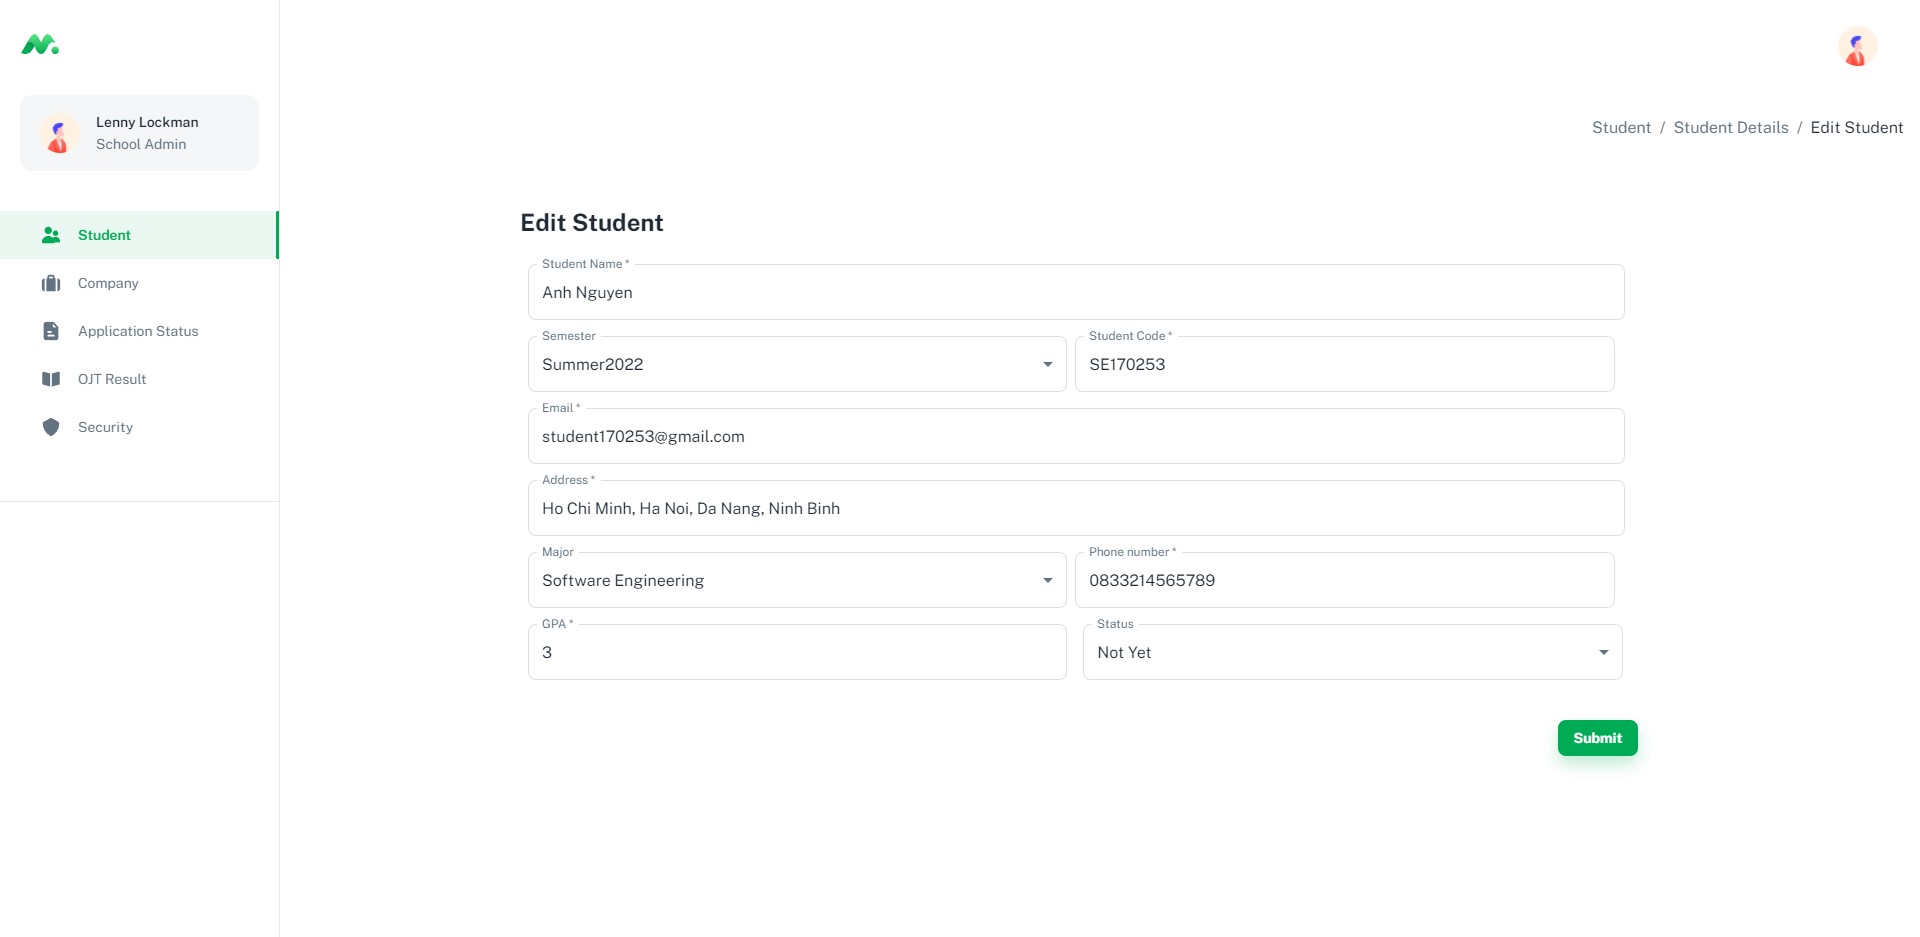 Lenny Lockman
School Admin
Student
Company
Application Status
OJT Result
Security
Student / Student Details / Edit Student
Edit Student
Student Name *
Anh Nguyen
Semester
Summer2022
Student Code *
SE170253
Email *
student170253@gmail.com
Address *
Ho Chi Minh, Ha Noi, Da Nang, Ninh Binh
Major
Software Engineering
Phone number *
0833214565789
GPA *
3
Status
Not Yet
Submit